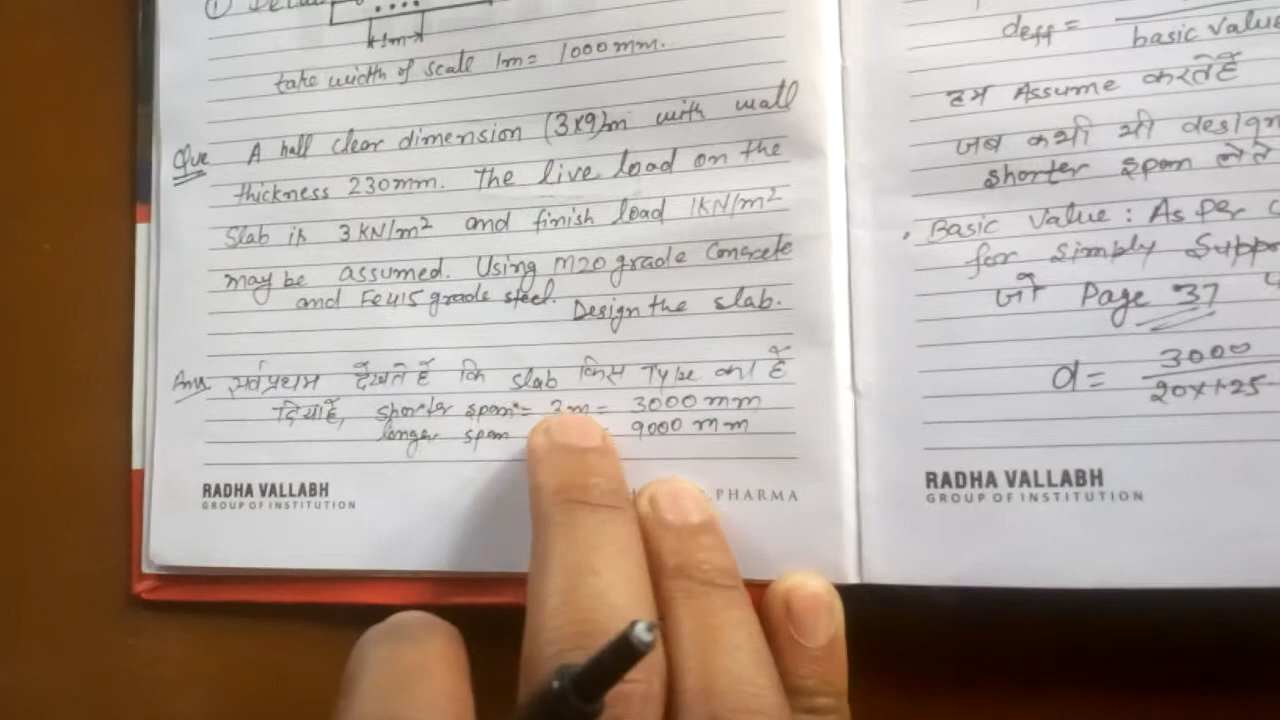 1m
take width of scale 1m = 1000mm.
Que A hall clear dimension (3x9)m with wall
thickness 230mm. The live load on the
Slab is 3 KN/m² and finish load 1KN/m²
may be assumed. Using M20 grade Concrete
and Fe415 grade steel. Design the slab.
Ans सर्वप्रथम देखते हैं कि slab किस Type का है
दिया है, shorter span = 3m = 3000 mm
longer span 9000 mm
RADHA VALLABH
GROUP OF INSTITUTION
PHARMA
deff =
basic value
हम Assume करते हैं
जब कभी भी design
shorter span लेते
Basic Value: As Per
for Simply Suppo
जो Page 37
d = 3000
20x1.25
RADHA VALLABH
GROUP OF INSTITUTION